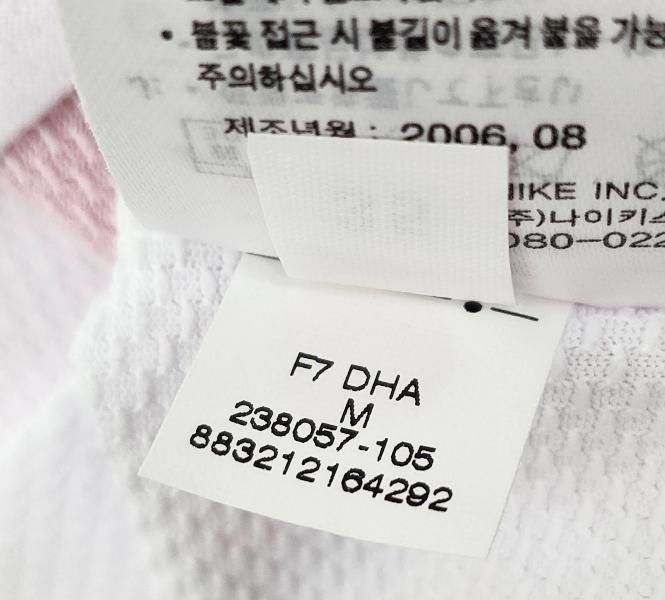 • 불꽃 접근 시 불길이 옮겨 붙을 가능
주의하십시오
제조년월 : 2006, 08
NIKE INC.
주)나이키스
080-022
F7 DHA
M
238057-105
883212164292